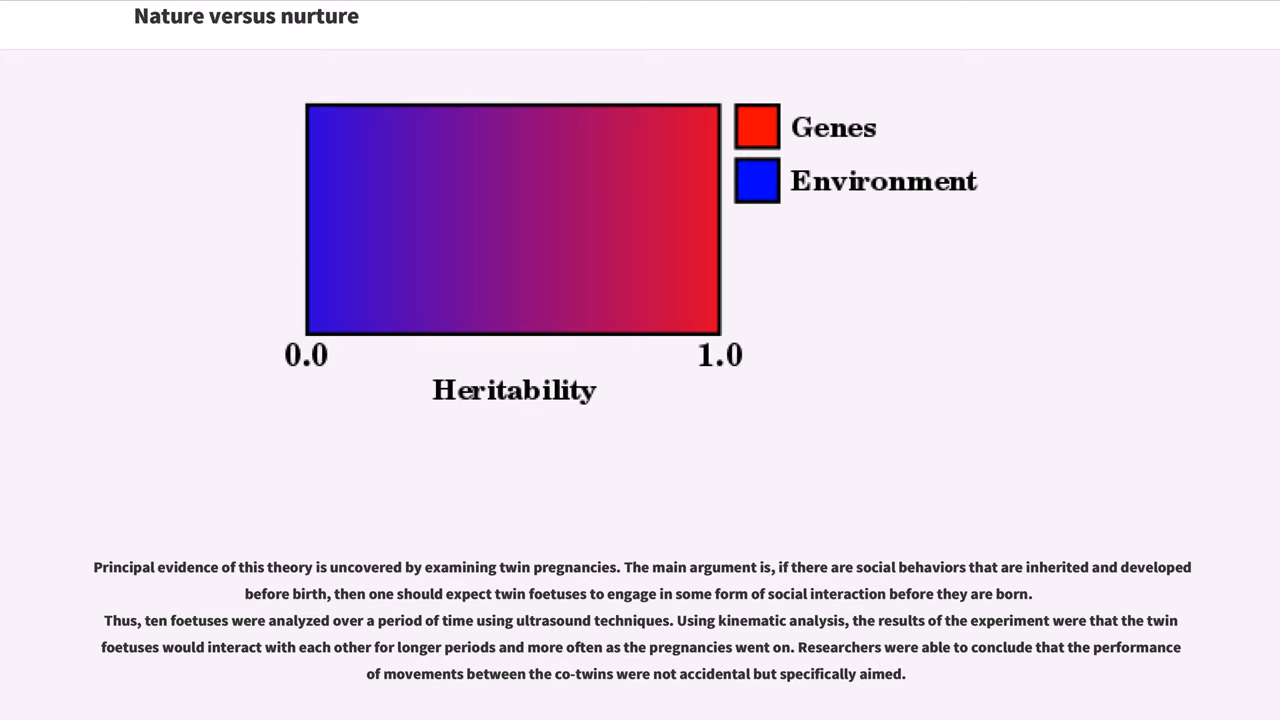 Nature versus nurture
Genes
Environment
0.0 1.0
Heritability
Principal evidence of this theory is uncovered by examining twin pregnancies. The main argument is, if there are social behaviors that are inherited and developed
before birth, then one should expect twin foetuses to engage in some form of social interaction before they are born.
Thus, ten foetuses were analyzed over a period of time using ultrasound techniques. Using kinematic analysis, the results of the experiment were that the twin
foetuses would interact with each other for longer periods and more often as the pregnancies went on. Researchers were able to conclude that the performance
of movements between the co-twins were not accidental but specifically aimed.